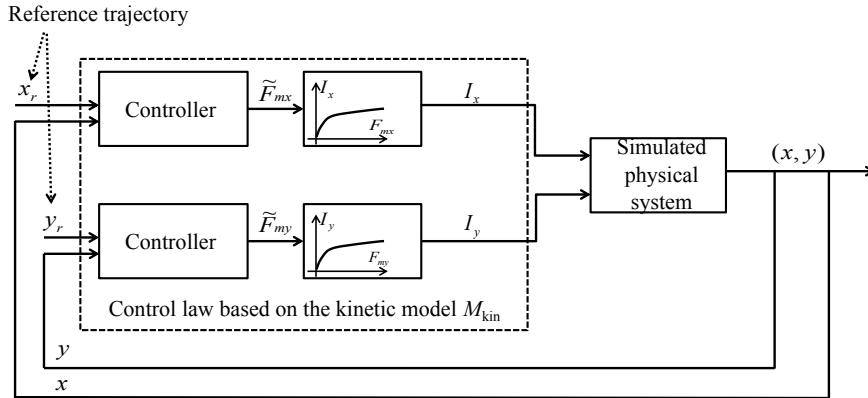 Reference trajectory
x_r
Controller
F̃_mx
I_x
F_mx
I_x
Simulated
physical
system
(x, y)
y_r
Controller
F̃_my
I_y
F_my
I_y
Control law based on the kinetic model M_kin
y
x